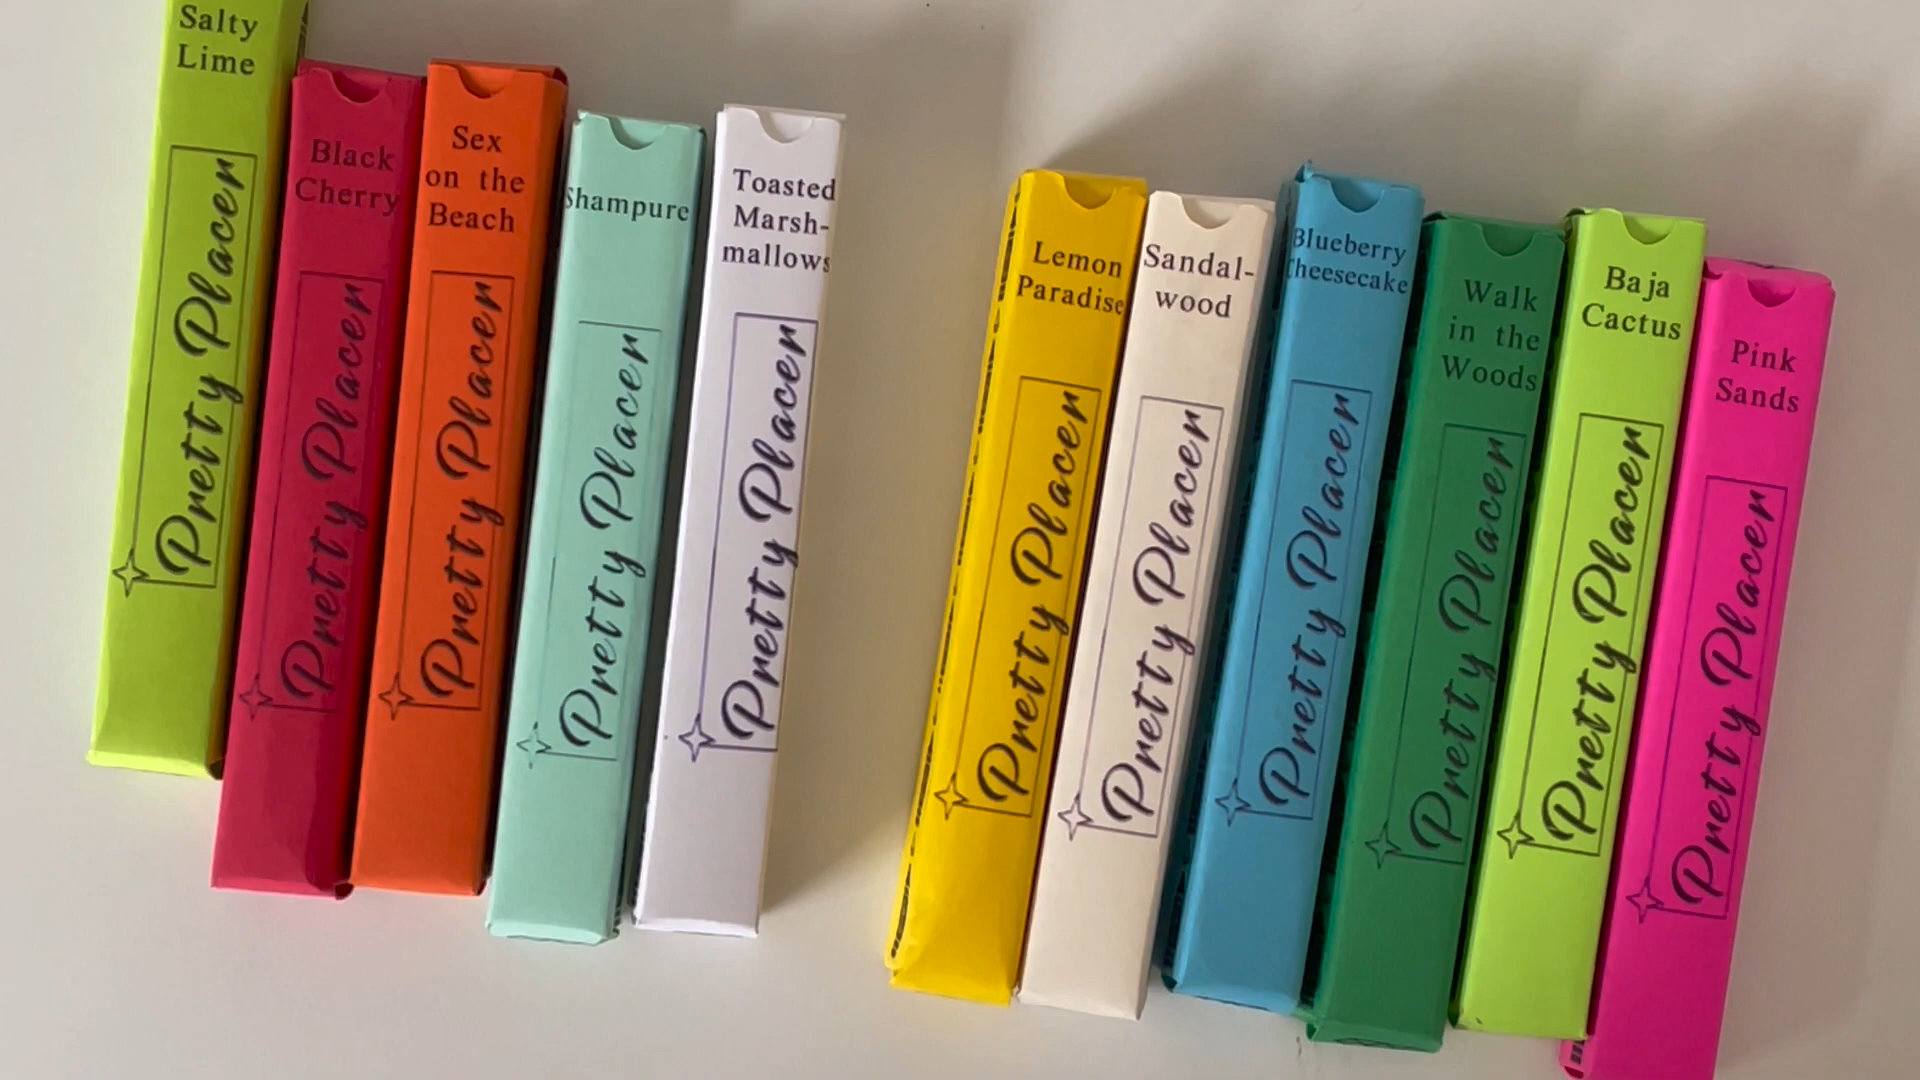 Salty
Lime
Pretty Placer
Black
Cherry
Pretty Placer
Sex
on the
Beach
Pretty Placer
Shampure
Pretty Placer
Toasted
Marsh-
mallows
Pretty Placer
Lemon
Paradise
Pretty Placer
Sandal-
wood
Pretty Placer
Blueberry
Cheesecake
Pretty Placer
Walk
in the
Woods
Pretty Placer
Baja
Cactus
Pretty Placer
Pink
Sands
Pretty Placer